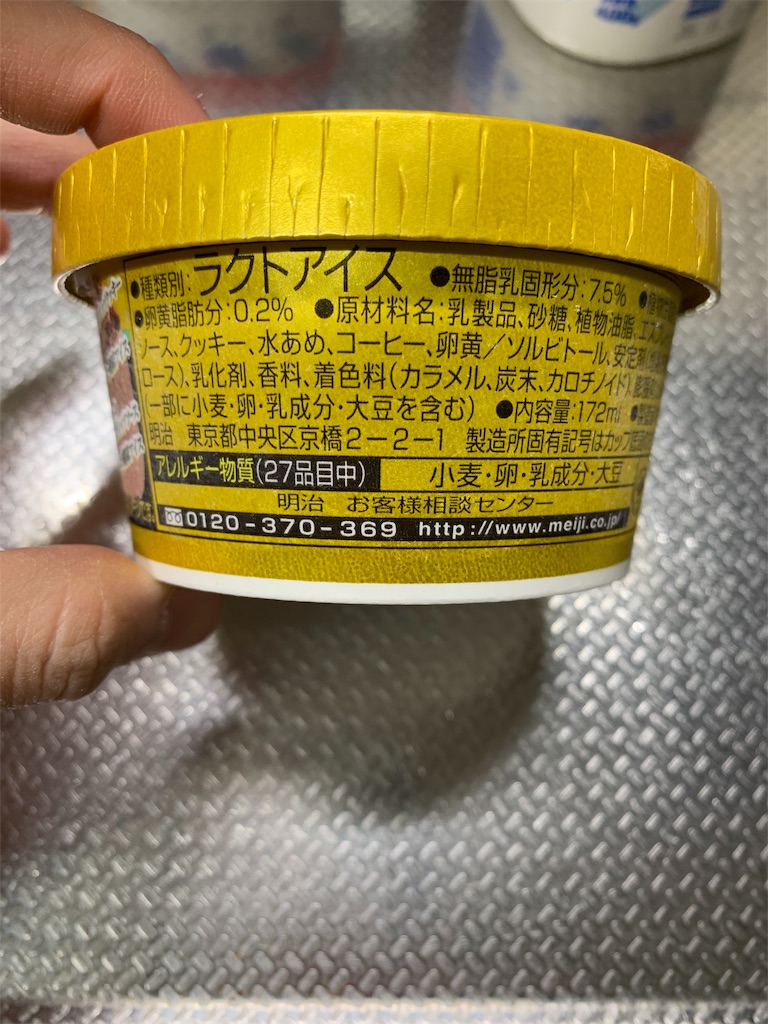 ●種類別:ラクトアイス ●無脂乳固形分:7.5%
●卵黄脂肪分:0.2% ●原材料名:乳製品、砂糖、植物油脂、エスプ
ソース、クッキー、水あめ、コーヒー、卵黄/ソルビトール、安定剤
ロース)、乳化剤、香料、着色料(カラメル、炭末、カロチノイド)
(一部に小麦・卵・乳成分・大豆を含む) ●内容量:172ml
明治 東京都中央区京橋2-2-1 製造所固有記号はカップ
アレルギー物質(27品目中) 小麦・卵・乳成分・大豆
明治 お客様相談センター
0120-370-369 http://www.meiji.co.jp/